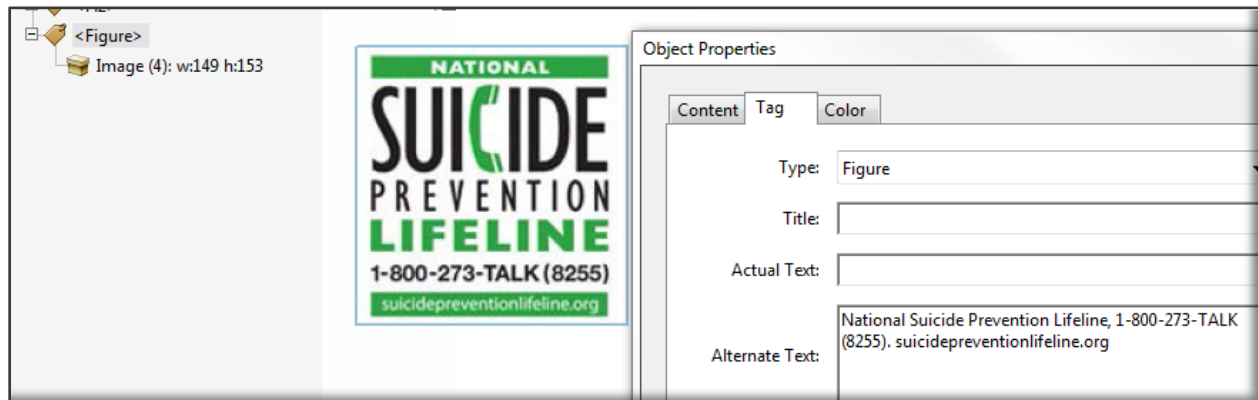 <Figure>
Image (4): w:149 h:153
NATIONAL
SUICIDE
PREVENTION
LIFELINE
1-800-273-TALK (8255)
suicidepreventionlifeline.org
Object Properties
Content Tag Color
Type: Figure
Title:
Actual Text:
Alternate Text: National Suicide Prevention Lifeline, 1-800-273-TALK
(8255). suicidepreventionlifeline.org